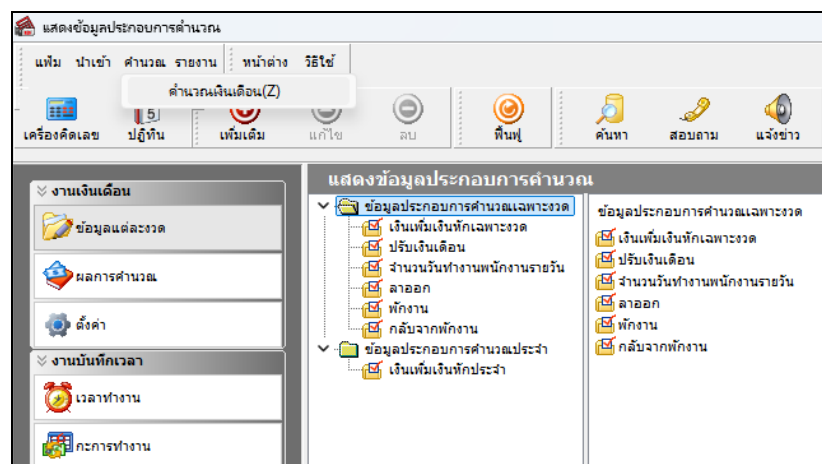 แสดงข้อมูลประกอบการคำนวณ
แฟ้ม นำเข้า คำนวณ รายงาน หน้าต่าง วิธีใช้
คำนวณเงินเดือน(Z)
5
เครื่องคิดเลข ปฏิทิน เพิ่มเติม แก้ไข ลบ ฟื้นฟู ค้นหา สอบถาม แจ้งข่าว
งานเงินเดือน
ข้อมูลแต่ละงวด
ผลการคำนวณ
ตั้งค่า
งานบันทึกเวลา
เวลาทำงาน
กะการทำงาน
แสดงข้อมูลประกอบการคำนวณ
ข้อมูลประกอบการคำนวณเฉพาะงวด
เงินเพิ่มเงินหักเฉพาะงวด
ปรับเงินเดือน
จำนวนวันทำงานพนักงานรายวัน
ลาออก
พักงาน
กลับจากพักงาน
ข้อมูลประกอบการคำนวณประจำ
เงินเพิ่มเงินหักประจำ
ข้อมูลประกอบการคำนวณเฉพาะงวด
เงินเพิ่มเงินหักเฉพาะงวด
ปรับเงินเดือน
จำนวนวันทำงานพนักงานรายวัน
ลาออก
พักงาน
กลับจากพักงาน